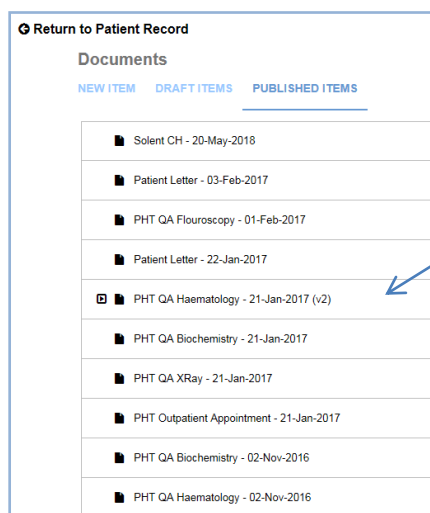 Return to Patient Record
Documents
NEW ITEM DRAFT ITEMS PUBLISHED ITEMS
Solent CH - 20-May-2018
Patient Letter - 03-Feb-2017
PHT QA Flouroscopy - 01-Feb-2017
Patient Letter - 22-Jan-2017
PHT QA Haematology - 21-Jan-2017 (v2)
PHT QA Biochemistry - 21-Jan-2017
PHT QA XRay - 21-Jan-2017
PHT Outpatient Appointment - 21-Jan-2017
PHT QA Biochemistry - 02-Nov-2016
PHT QA Haematology - 02-Nov-2016